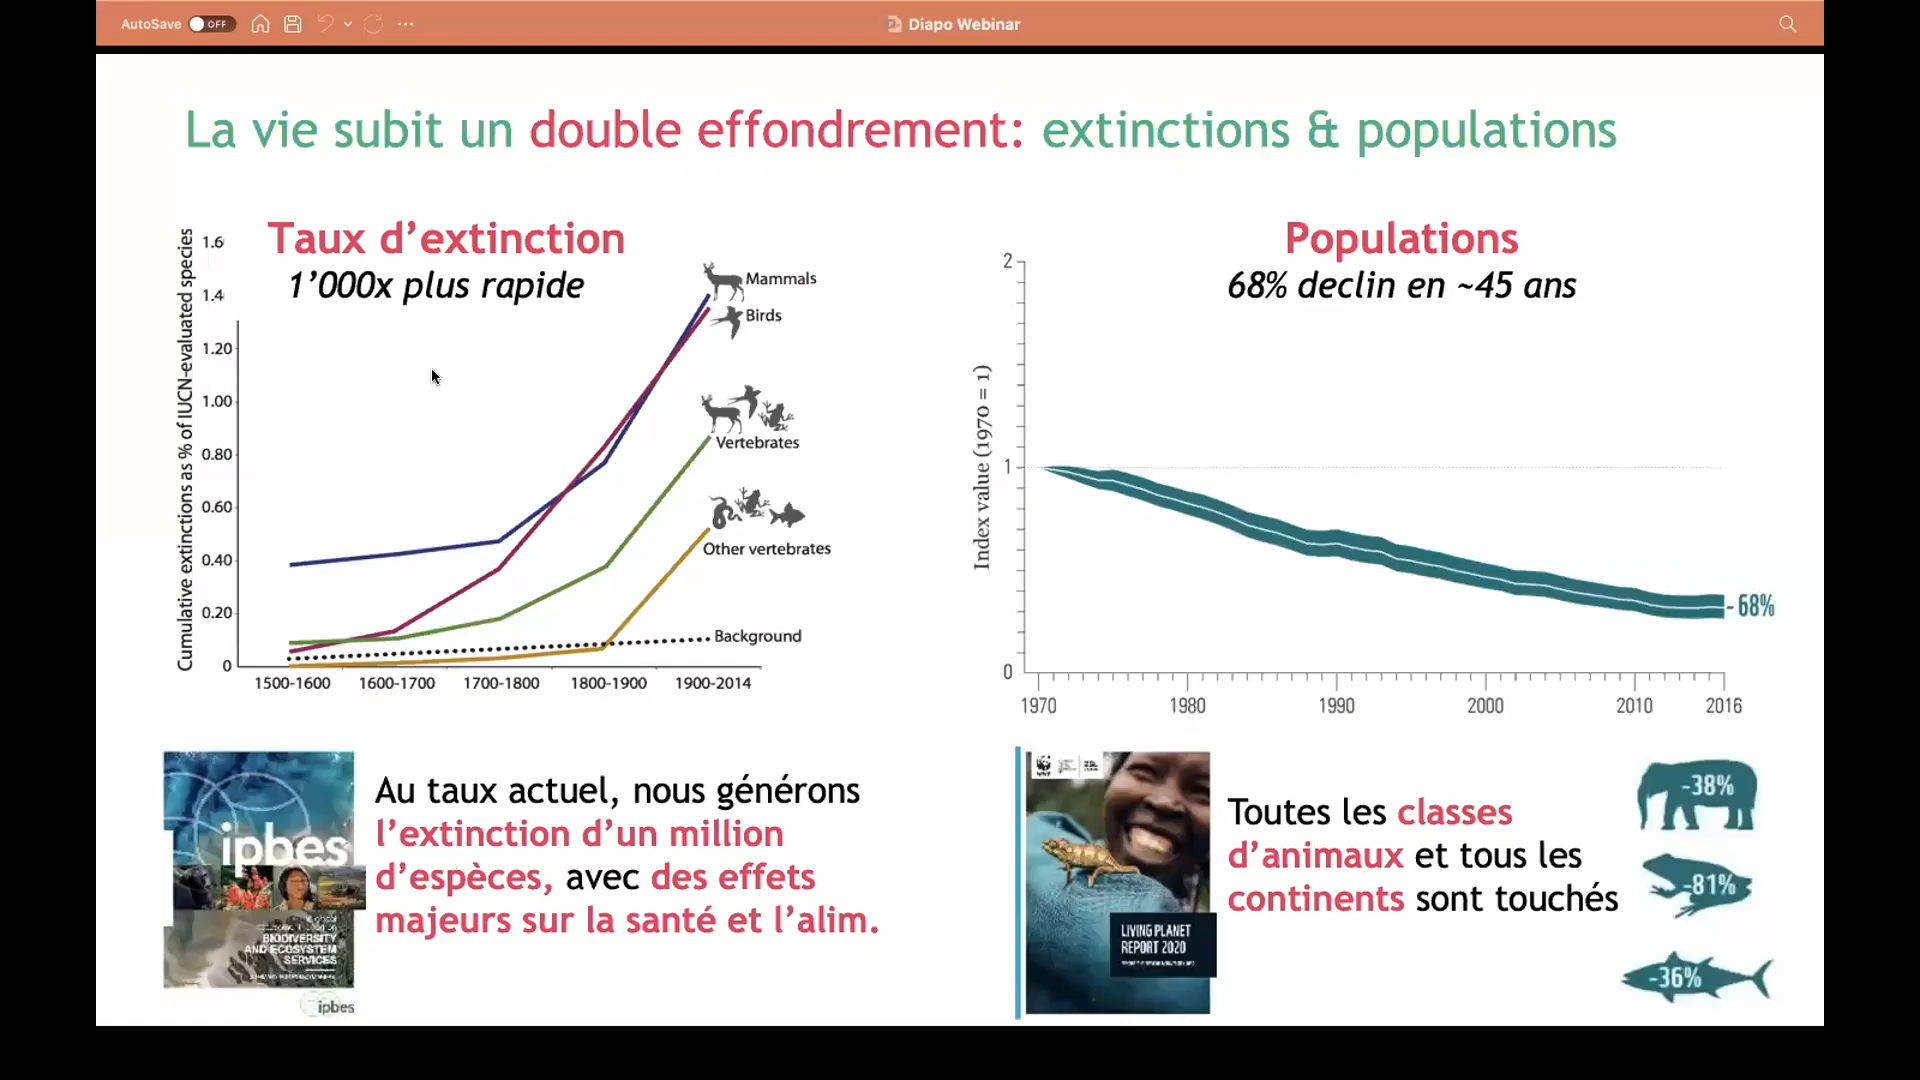 AutoSave OFF
Diapo Webinar
La vie subit un double effondrement: extinctions & populations
Taux d’extinction
1’000x plus rapide
Cumulative extinctions as % of IUCN-evaluated species
1.6
1.4
1.20
1.00
0.80
0.60
0.40
0.20
0
Mammals
Birds
Vertebrates
Other vertebrates
Background
1500-1600 1600-1700 1700-1800 1800-1900 1900-2014
Populations
68% declin en ~45 ans
Index value (1970 = 1)
2
1
0
- 68%
1970 1980 1990 2000 2010 2016
ipbes
BIODIVERSITY
AND ECOSYSTEM
SERVICES
ipbes
Au taux actuel, nous générons
l’extinction d’un million
d’espèces, avec des effets
majeurs sur la santé et l’alim.
WWF
LIVING PLANET
REPORT 2020
Toutes les classes
d’animaux et tous les
continents sont touchés
-38%
-81%
-36%